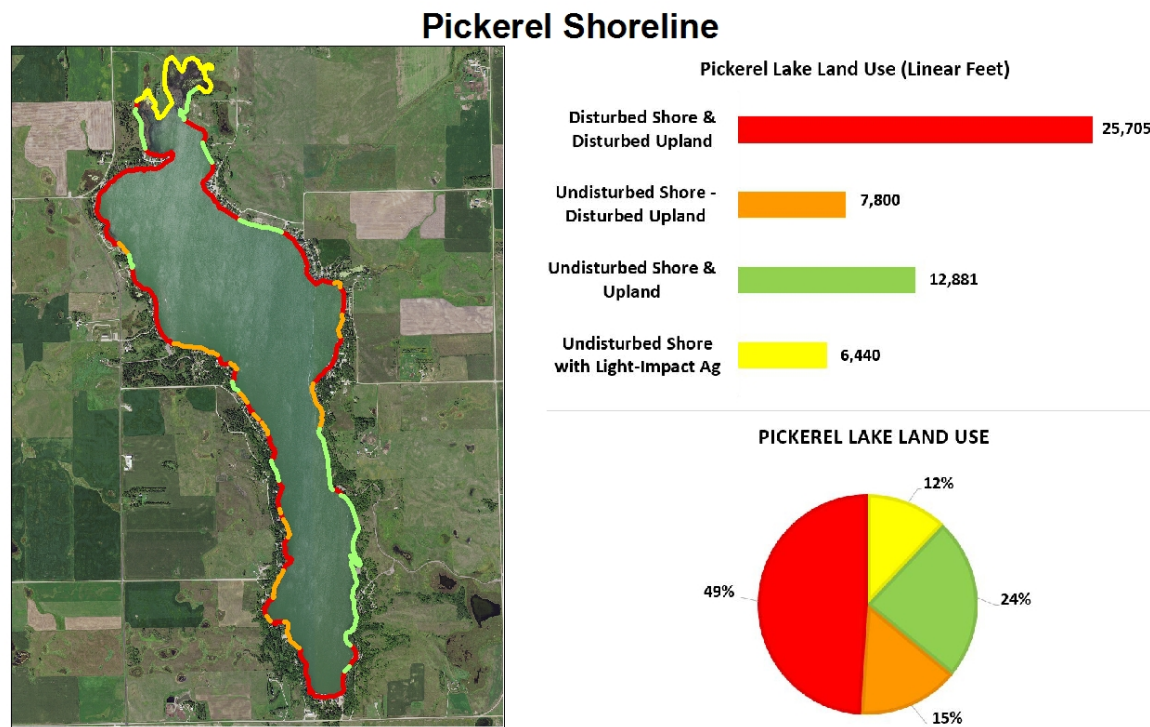 Pickerel Shoreline
Pickerel Lake Land Use (Linear Feet)
Disturbed Shore &
Disturbed Upland
25,705
Undisturbed Shore -
Disturbed Upland
7,800
Undisturbed Shore &
Upland
12,881
Undisturbed Shore
with Light-Impact Ag
6,440
PICKEREL LAKE LAND USE
12%
49%
24%
15%